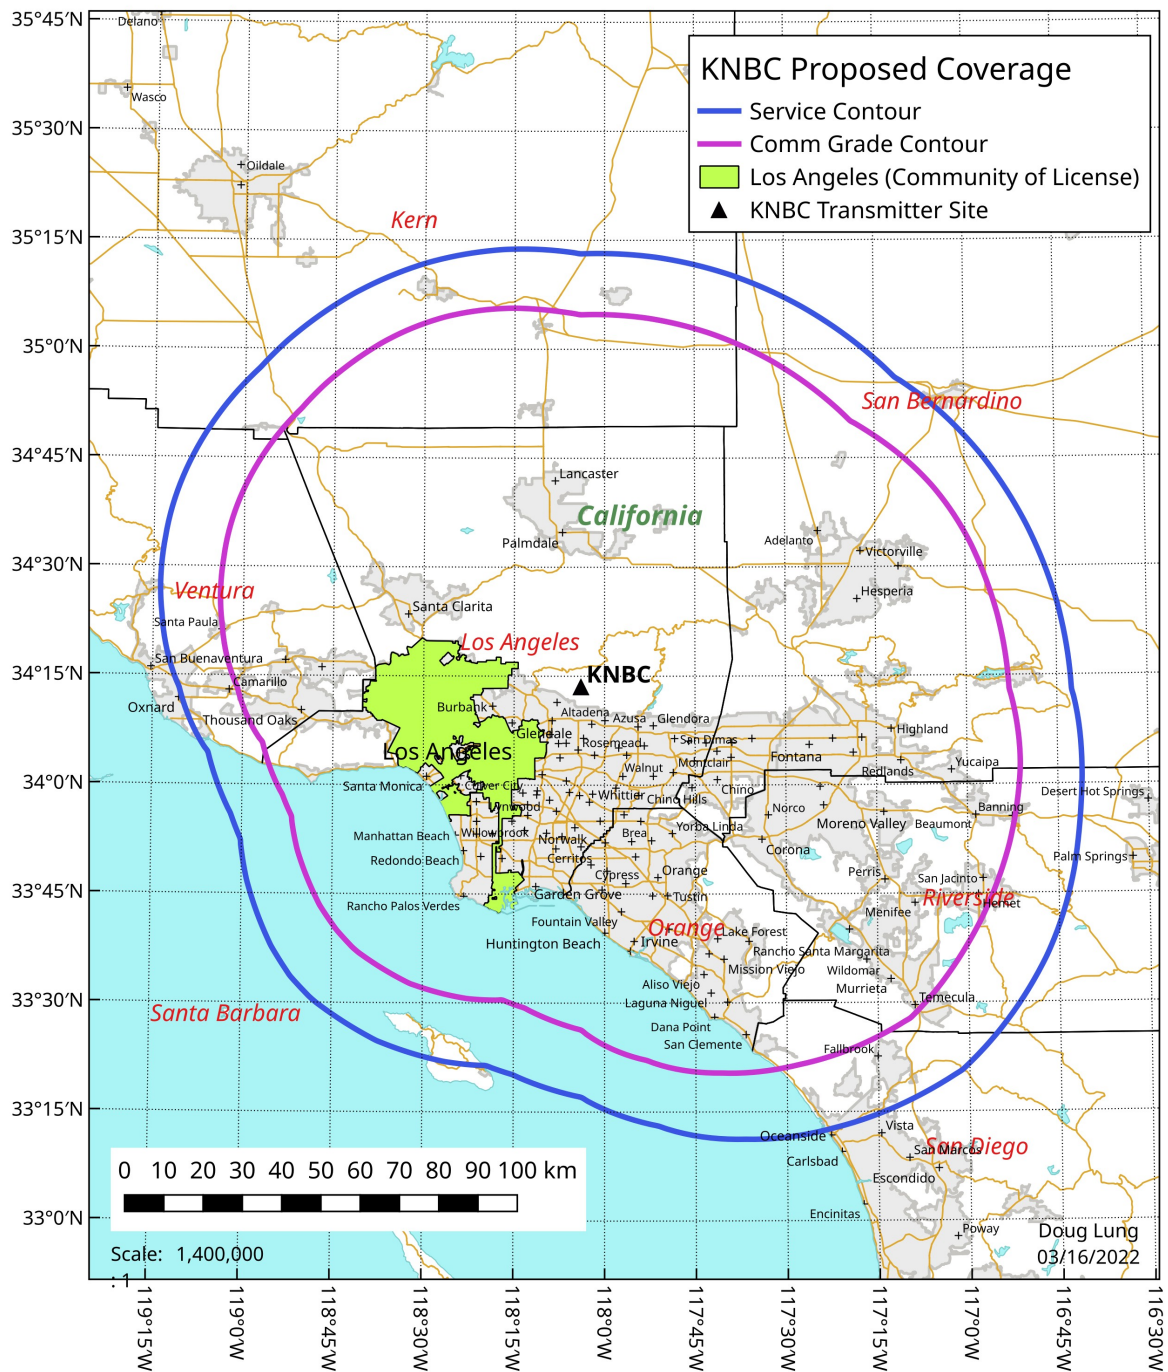 35°45'N
Delano
KNBC Proposed Coverage
Service Contour
Comm Grade Contour
Los Angeles (Community of License)
KNBC Transmitter Site
Wasco
35°30'N
Oildale
Kern
35°15'N
35°0'N
San Bernardino
34°45'N
Lancaster
California
Palmdale
Adelanto
Victorville
34°30'N
Ventura
Hesperia
Santa Clarita
Santa Paula
Los Angeles
San Buenaventura
34°15'N
KNBC
Camarillo
Oxnard
Burbank
Altadena
Azusa
Glendora
Thousand Oaks
Glendale
Highland
Rosemead
San Dimas
Los Angeles
Fontana
Walnut
Montclair
Redlands
Yucaipa
34°0'N
Santa Monica
Culver City
Whittier
Chino Hills
Chino
Desert Hot Springs
Lynwood
Norco
Banning
Moreno Valley
Beaumont
Manhattan Beach
Willowbrook
Norwalk
Brea
Yorba Linda
Corona
Redondo Beach
Cerritos
Palm Springs
Cypress
Orange
Perris
San Jacinto
33°45'N
Garden Grove
Tustin
Riverside
Hemet
Rancho Palos Verdes
Menifee
Fountain Valley
Orange
Lake Forest
Huntington Beach
Irvine
Rancho Santa Margarita
Mission Viejo
Wildomar
Aliso Viejo
Murrieta
33°30'N
Laguna Niguel
Temecula
Santa Barbara
Dana Point
San Clemente
Fallbrook
33°15'N
Vista
Oceanside
San Diego
San Marcos
Carlsbad
0 10 20 30 40 50 60 70 80 90 100 km
Escondido
33°0'N
Encinitas
Poway
Doug Lung
03/16/2022
Scale: 1,400,000
: 1
119°15'W
119°0'W
118°45'W
118°30'W
118°15'W
118°0'W
117°45'W
117°30'W
117°15'W
117°0'W
116°45'W
116°30'W